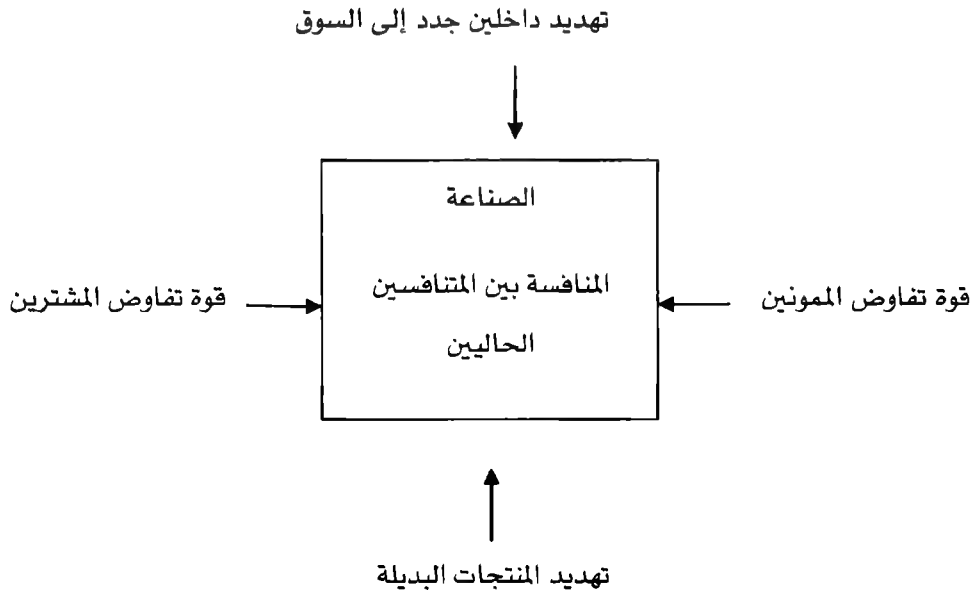 تهديد داخلين جدد إلى السوق
الصناعة
المنافسة بين المتنافسين
الحاليين
قوة تفاوض الممونين
قوة تفاوض المشترين
تهديد المنتجات البديلة